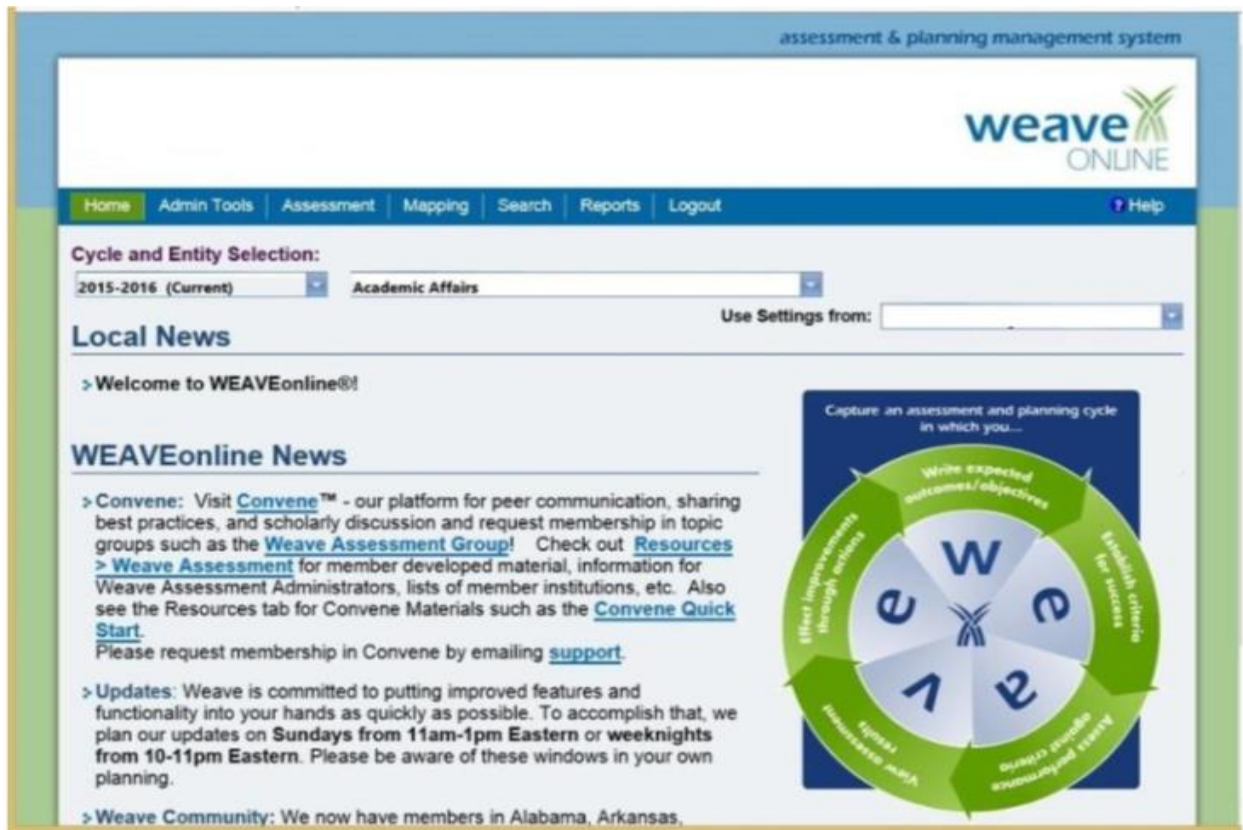 assessment & planning management system
weave
ONLINE
Home Admin Tools Assessment Mapping Search Reports Logout ? Help
Cycle and Entity Selection:
2015-2016 (Current) Academic Affairs
Use Settings from:
Local News
> Welcome to WEAVEonline®!
WEAVEonline News
> Convene: Visit Convene™ - our platform for peer communication, sharing
best practices, and scholarly discussion and request membership in topic
groups such as the Weave Assessment Group! Check out Resources
> Weave Assessment for member developed material, information for
Weave Assessment Administrators, lists of member institutions, etc. Also
see the Resources tab for Convene Materials such as the Convene Quick
Start.
Please request membership in Convene by emailing support.
> Updates: Weave is committed to putting improved features and
functionality into your hands as quickly as possible. To accomplish that, we
plan our updates on Sundays from 11am-1pm Eastern or weeknights
from 10-11pm Eastern. Please be aware of these windows in your own
planning.
> Weave Community: We now have members in Alabama, Arkansas,
Capture an assessment and planning cycle
in which you...
Write expected
outcomes/objectives
Establish criteria
for success
Assess performance
against criteria
View assessment
results
Effect improvements
through actions
w
e
a
v
e